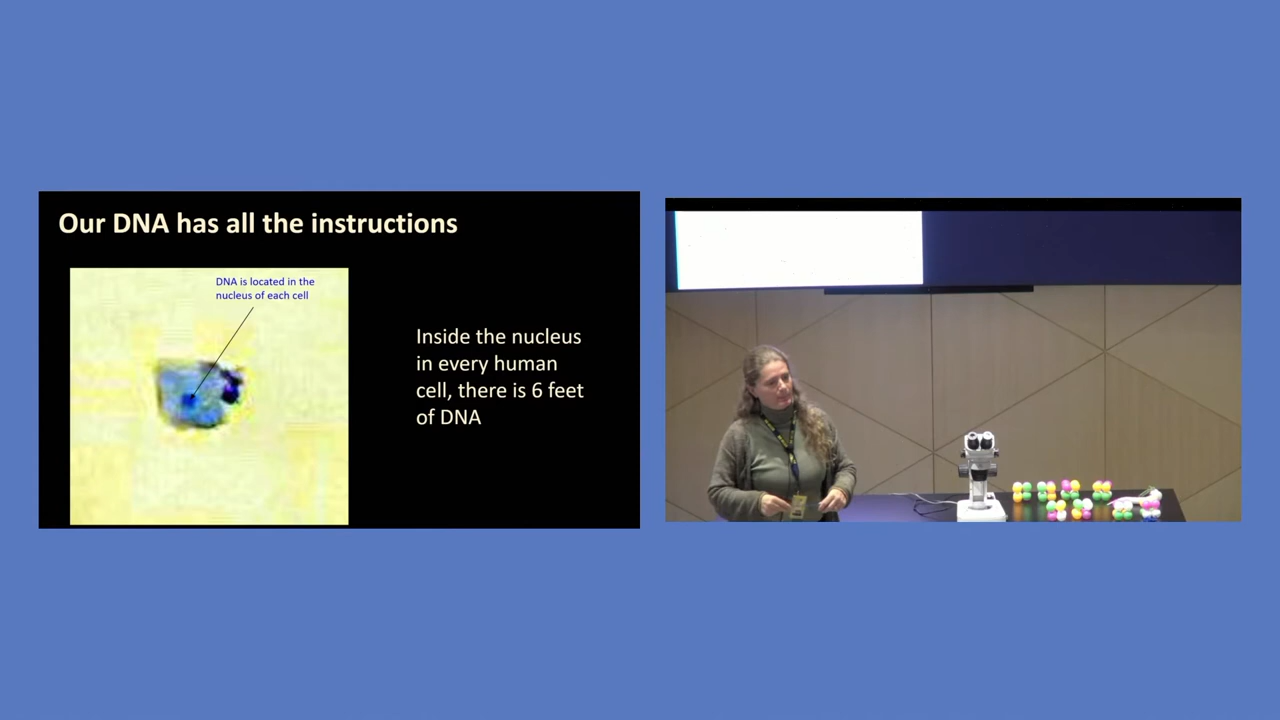 Our DNA has all the instructions
DNA is located in the
nucleus of each cell
Inside the nucleus
in every human
cell, there is 6 feet
of DNA